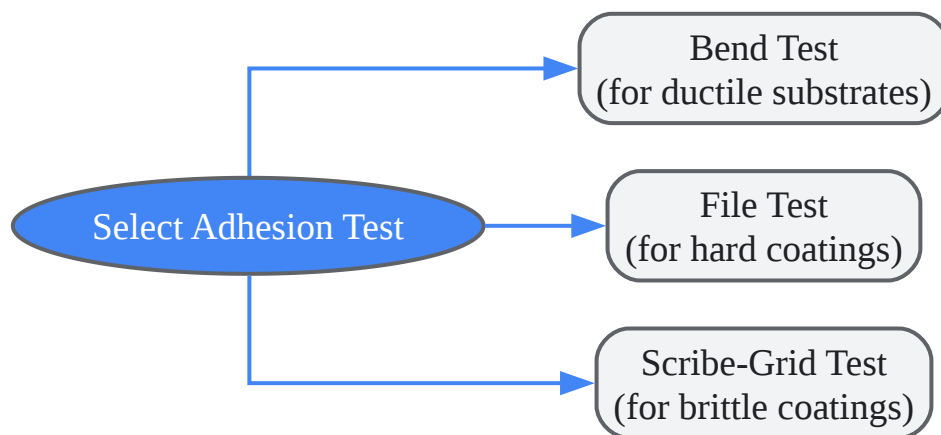 Bend Test
(for ductile substrates)
Select Adhesion Test
File Test
(for hard coatings)
Scribe-Grid Test
(for brittle coatings)